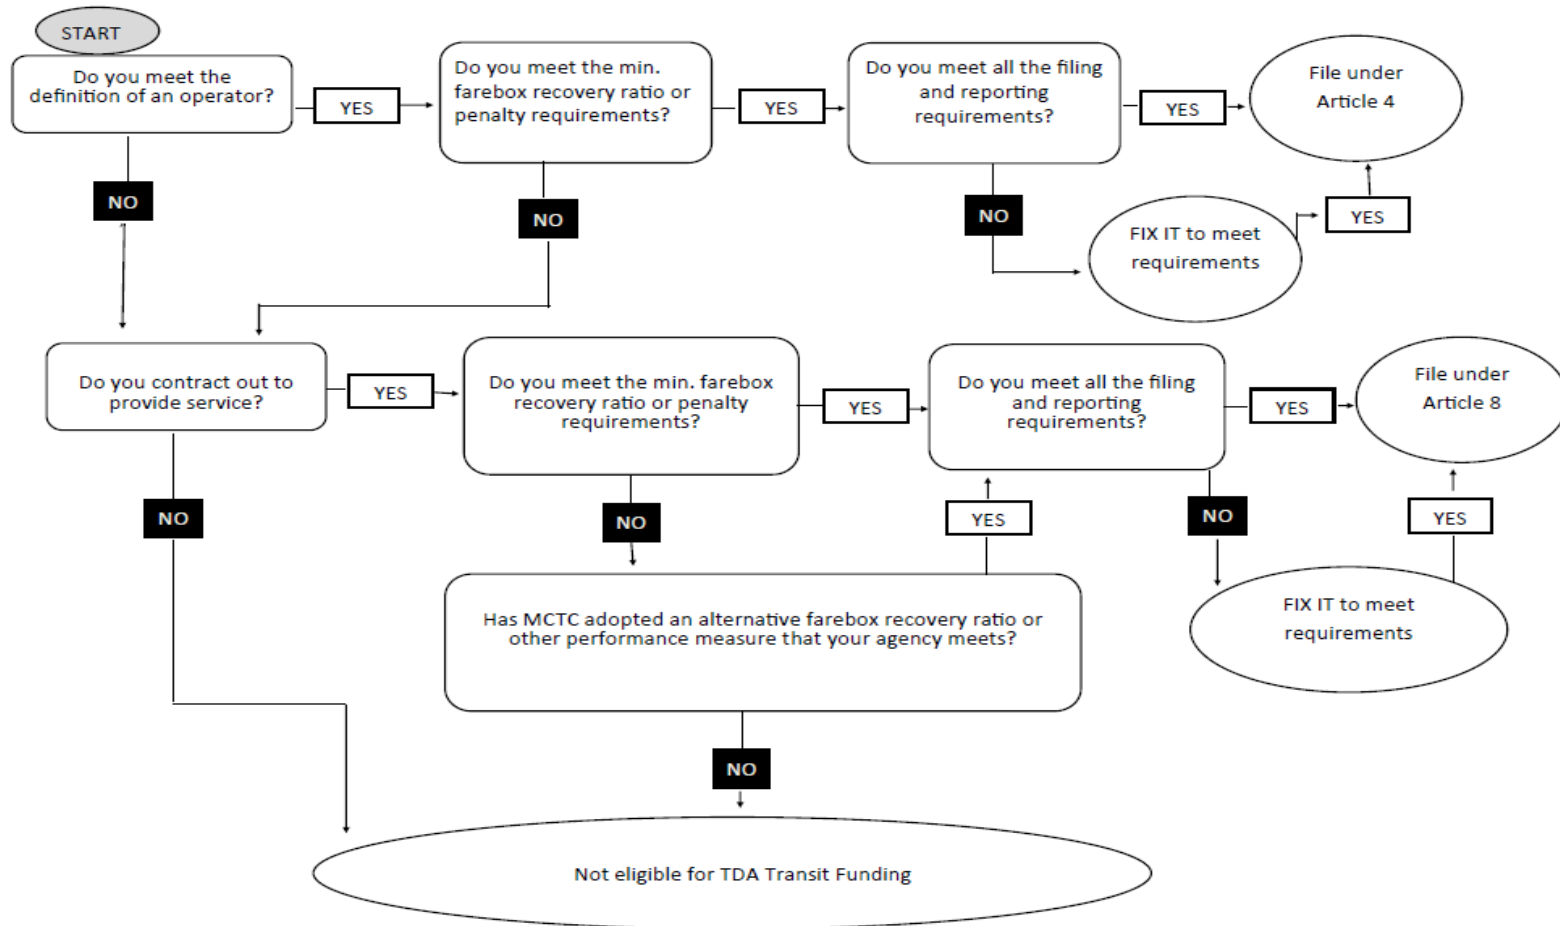 START
Do you meet the
definition of an operator?
YES
Do you meet the min.
farebox recovery ratio or
penalty requirements?
YES
Do you meet all the filing
and reporting
requirements?
YES
File under
Article 4
NO
NO
NO
FIX IT to meet
requirements
YES
Do you contract out to
provide service?
YES
Do you meet the min. farebox
recovery ratio or penalty
requirements?
YES
Do you meet all the filing
and reporting
requirements?
YES
File under
Article 8
NO
NO
YES
NO
YES
Has MCTC adopted an alternative farebox recovery ratio or
other performance measure that your agency meets?
FIX IT to meet
requirements
NO
Not eligible for TDA Transit Funding